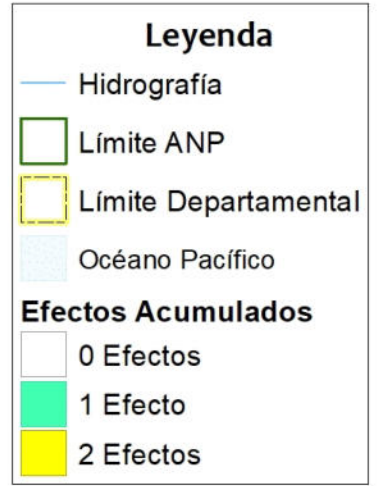 Leyenda
Hidrografía
Límite ANP
Límite Departamental
Océano Pacífico
Efectos Acumulados
0 Efectos
1 Efecto
2 Efectos